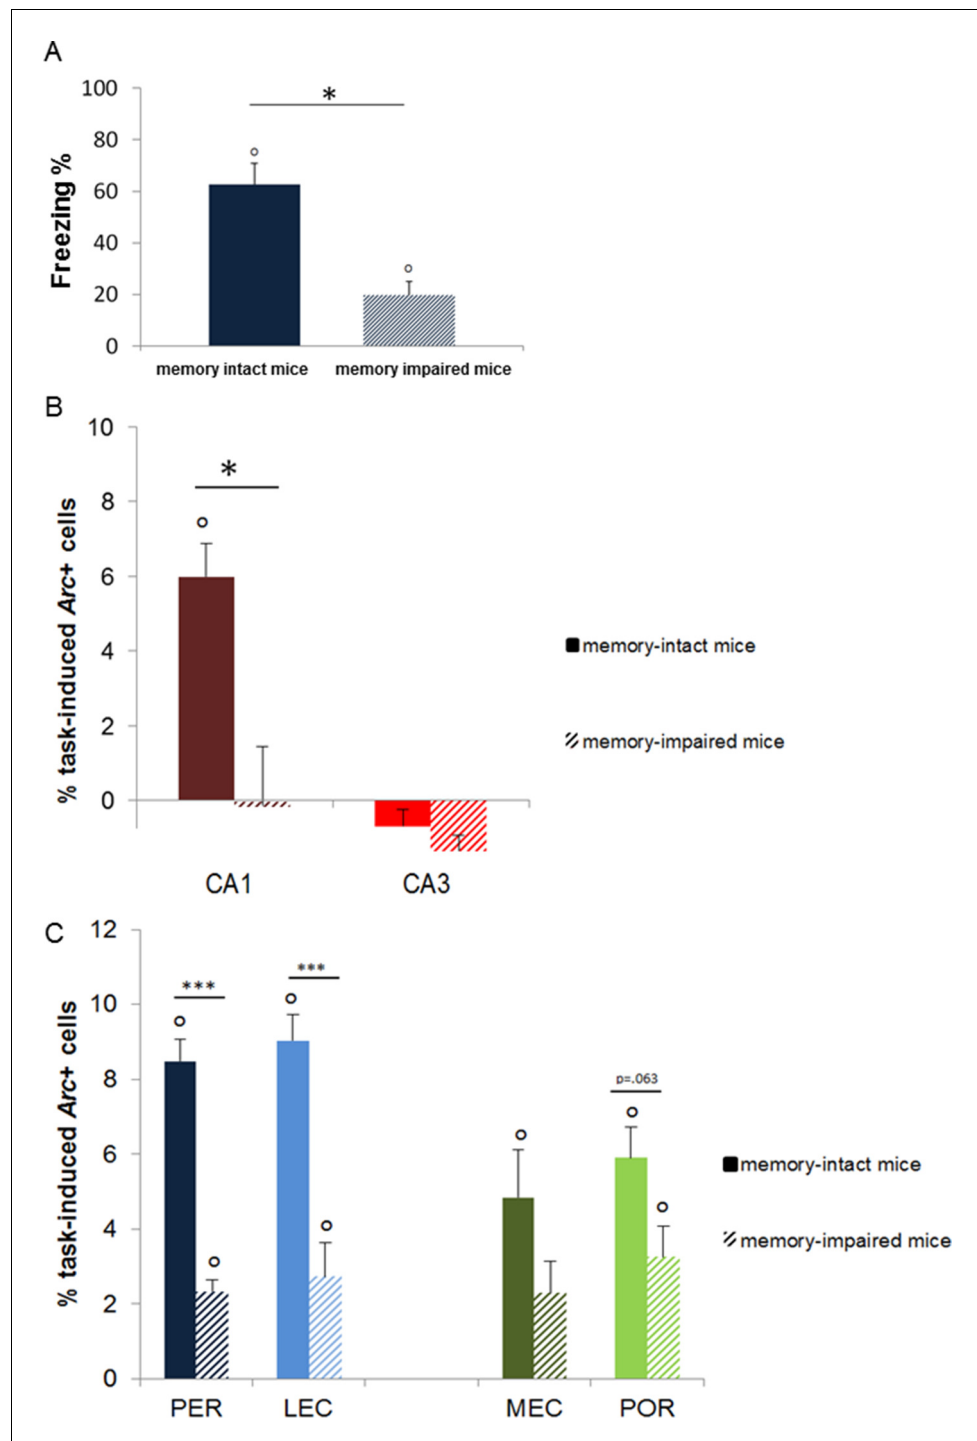 A
*
100
80
60
40
20
0
Freezing %
memory intact mice memory impaired mice
B
10
8
6
4
2
0
*
% task-induced Arc+ cells
memory-intact mice
memory-impaired mice
CA1 CA3
C
12
10
8
6
4
2
0
*** ***
p=.063
% task-induced Arc+ cells
memory-intact mice
memory-impaired mice
PER LEC MEC POR